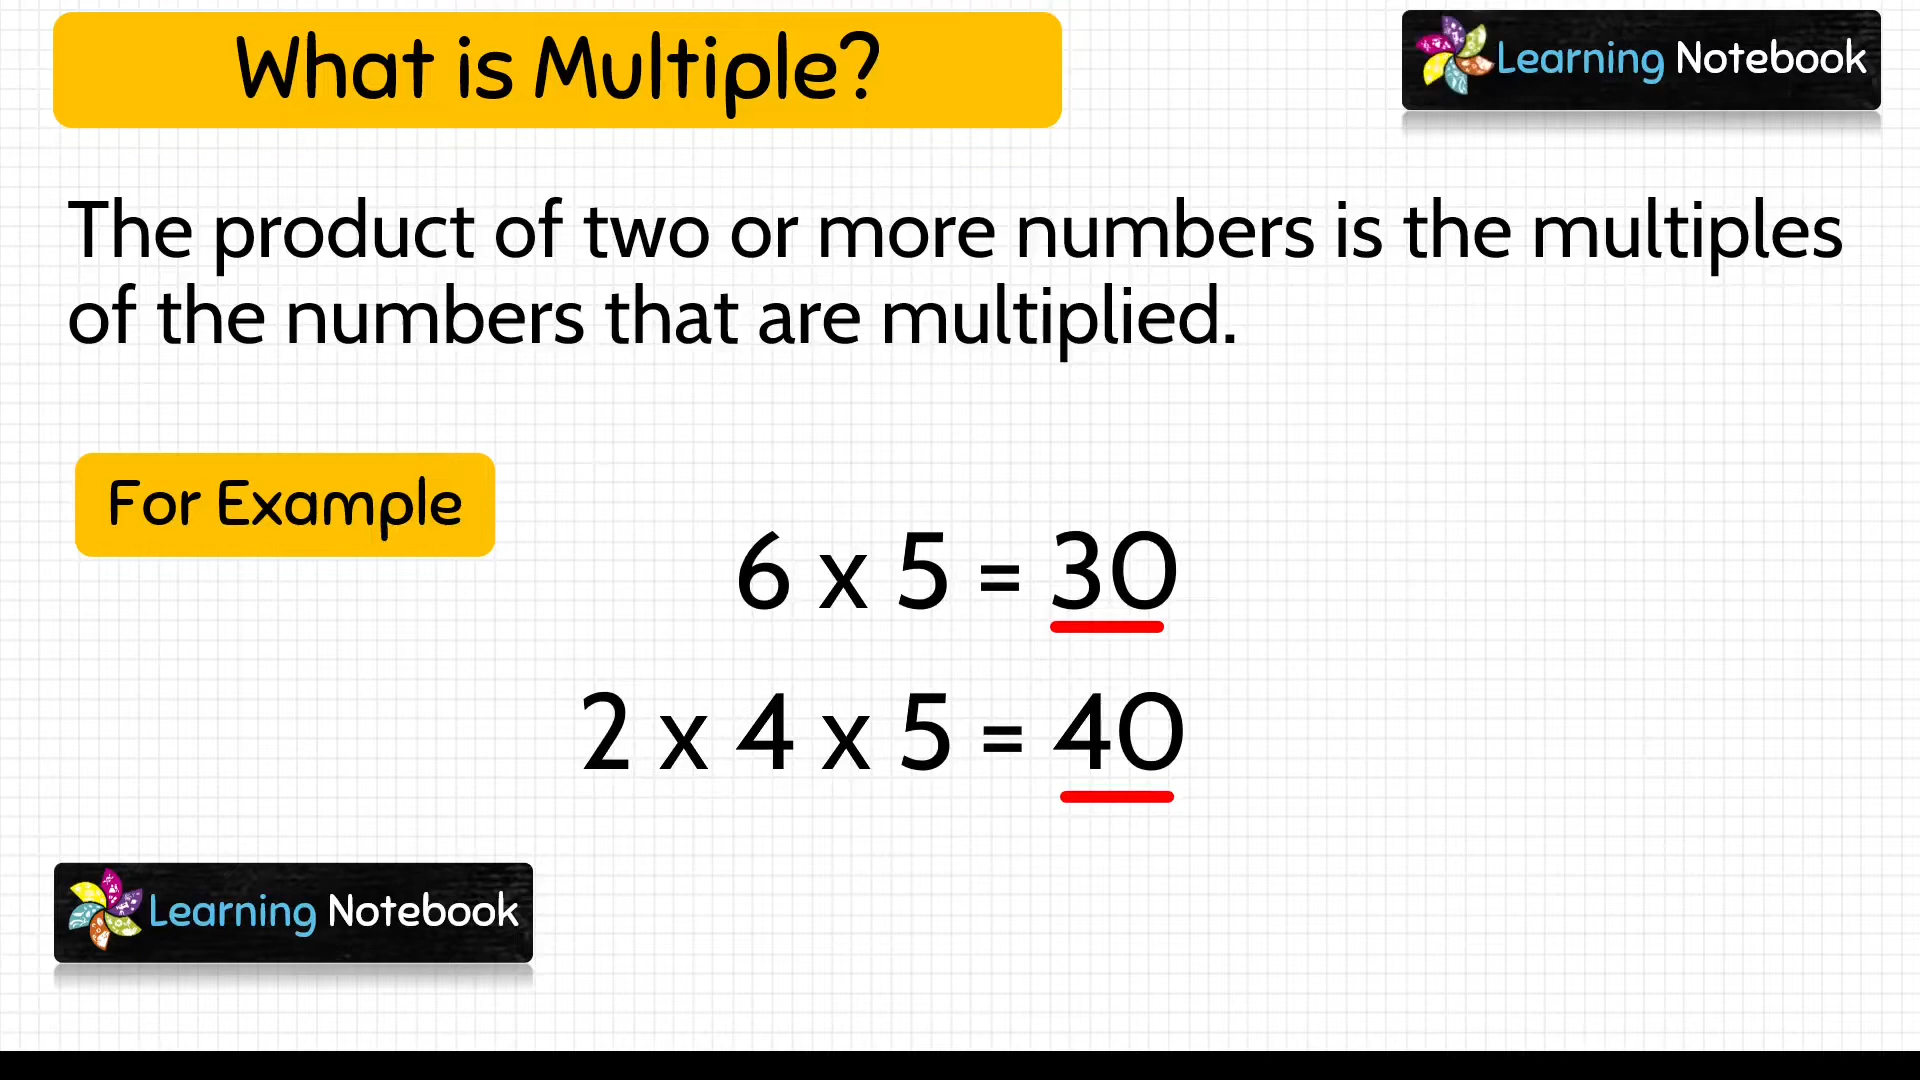 What is Multiple?
Learning Notebook
The product of two or more numbers is the multiples
of the numbers that are multiplied.
For Example
6 x 5 = 30
2 x 4 x 5 = 40
Learning Notebook